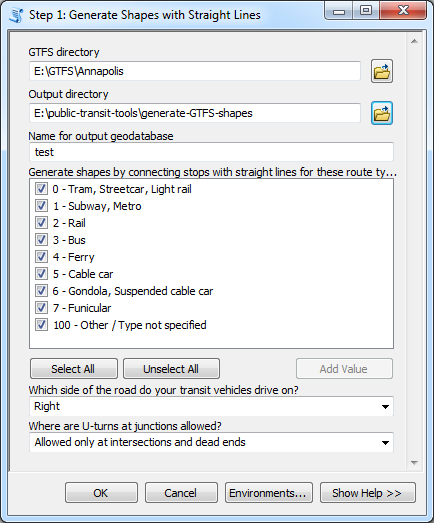 Step 1: Generate Shapes with Straight Lines
GTFS directory
E:\GTFS\Annapolis
Output directory
E:\public-transit-tools\generate-GTFS-shapes
Name for output geodatabase
test
Generate shapes by connecting stops with straight lines for these route ty...
0 - Tram, Streetcar, Light rail
1 - Subway, Metro
2 - Rail
3 - Bus
4 - Ferry
5 - Cable car
6 - Gondola, Suspended cable car
7 - Funicular
100 - Other / Type not specified
Select All Unselect All Add Value
Which side of the road do your transit vehicles drive on?
Right
Where are U-turns at junctions allowed?
Allowed only at intersections and dead ends
OK Cancel Environments... Show Help >>